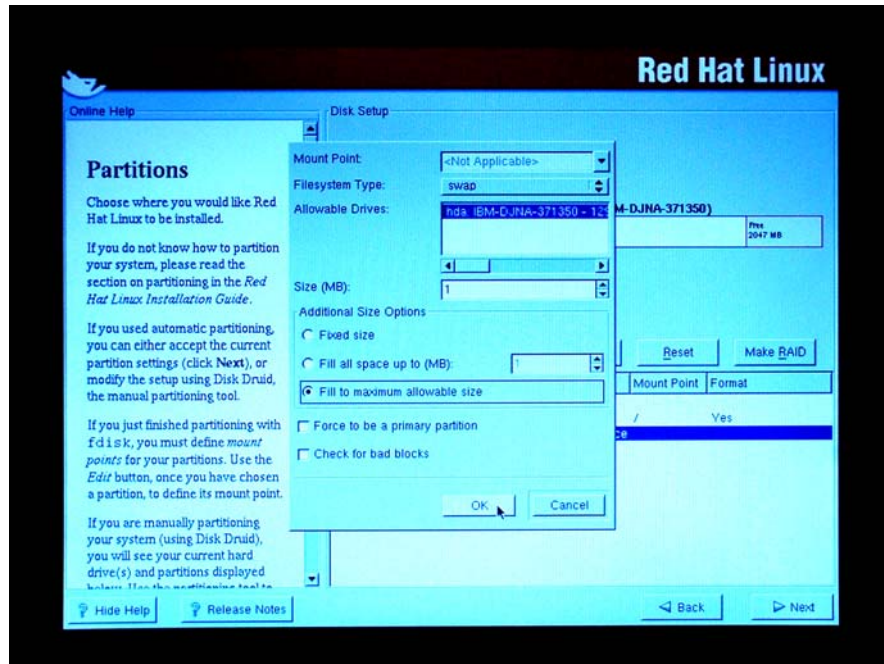 Red Hat Linux
Online Help
Partitions
Choose where you would like Red
Hat Linux to be installed.
If you do not know how to partition
your system, please read the
section on partitioning in the Red
Hat Linux Installation Guide.
If you used automatic partitioning,
you can either accept the current
partition settings (click Next), or
modify the setup using Disk Druid,
the manual partitioning tool.
If you just finished partitioning with
fdisk, you must define mount
points for your partitions. Use the
Edit button, once you have chosen
a partition, to define its mount point.
If you are manually partitioning
your system (using Disk Druid),
you will see your current hard
drive(s) and partitions displayed
below. Use the partitioning tool to
Disk Setup
M-DJNA-371350)
Free
2047 MB
Mount Point: <Not Applicable>
Filesystem Type: swap
Allowable Drives: hda IBM-DJNA-371350 - 129
Size (MB): 1
Additional Size Options
Fixed size
Fill all space up to (MB): 1
Fill to maximum allowable size
Force to be a primary partition
Check for bad blocks
OK Cancel
Reset Make RAID
Mount Point Format
/ Yes
ce
Hide Help Release Notes Back Next